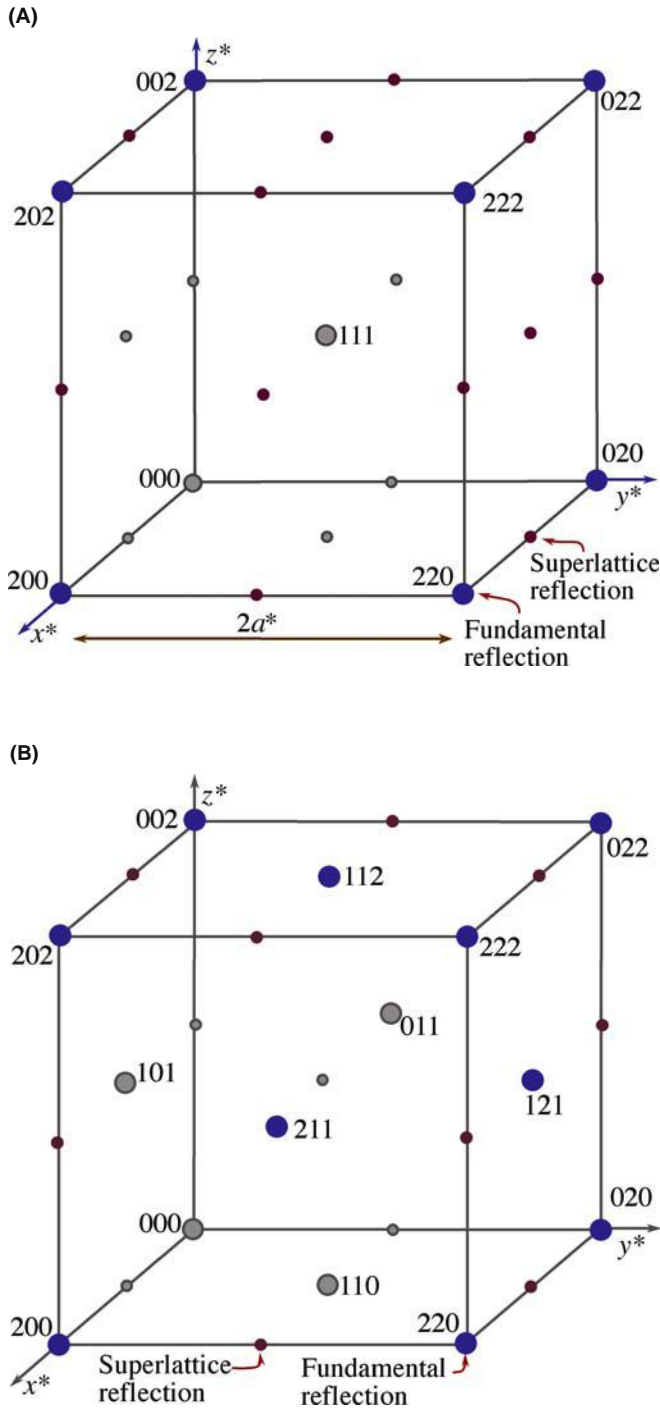 (A)
z*
002
022
202
222
111
000
020
y*
200
220
Superlattice
reflection
x*
2a*
Fundamental
reflection
(B)
z*
002
022
112
202
222
011
101
121
211
000
020
y*
110
200
220
Superlattice
reflection
Fundamental
reflection
x*